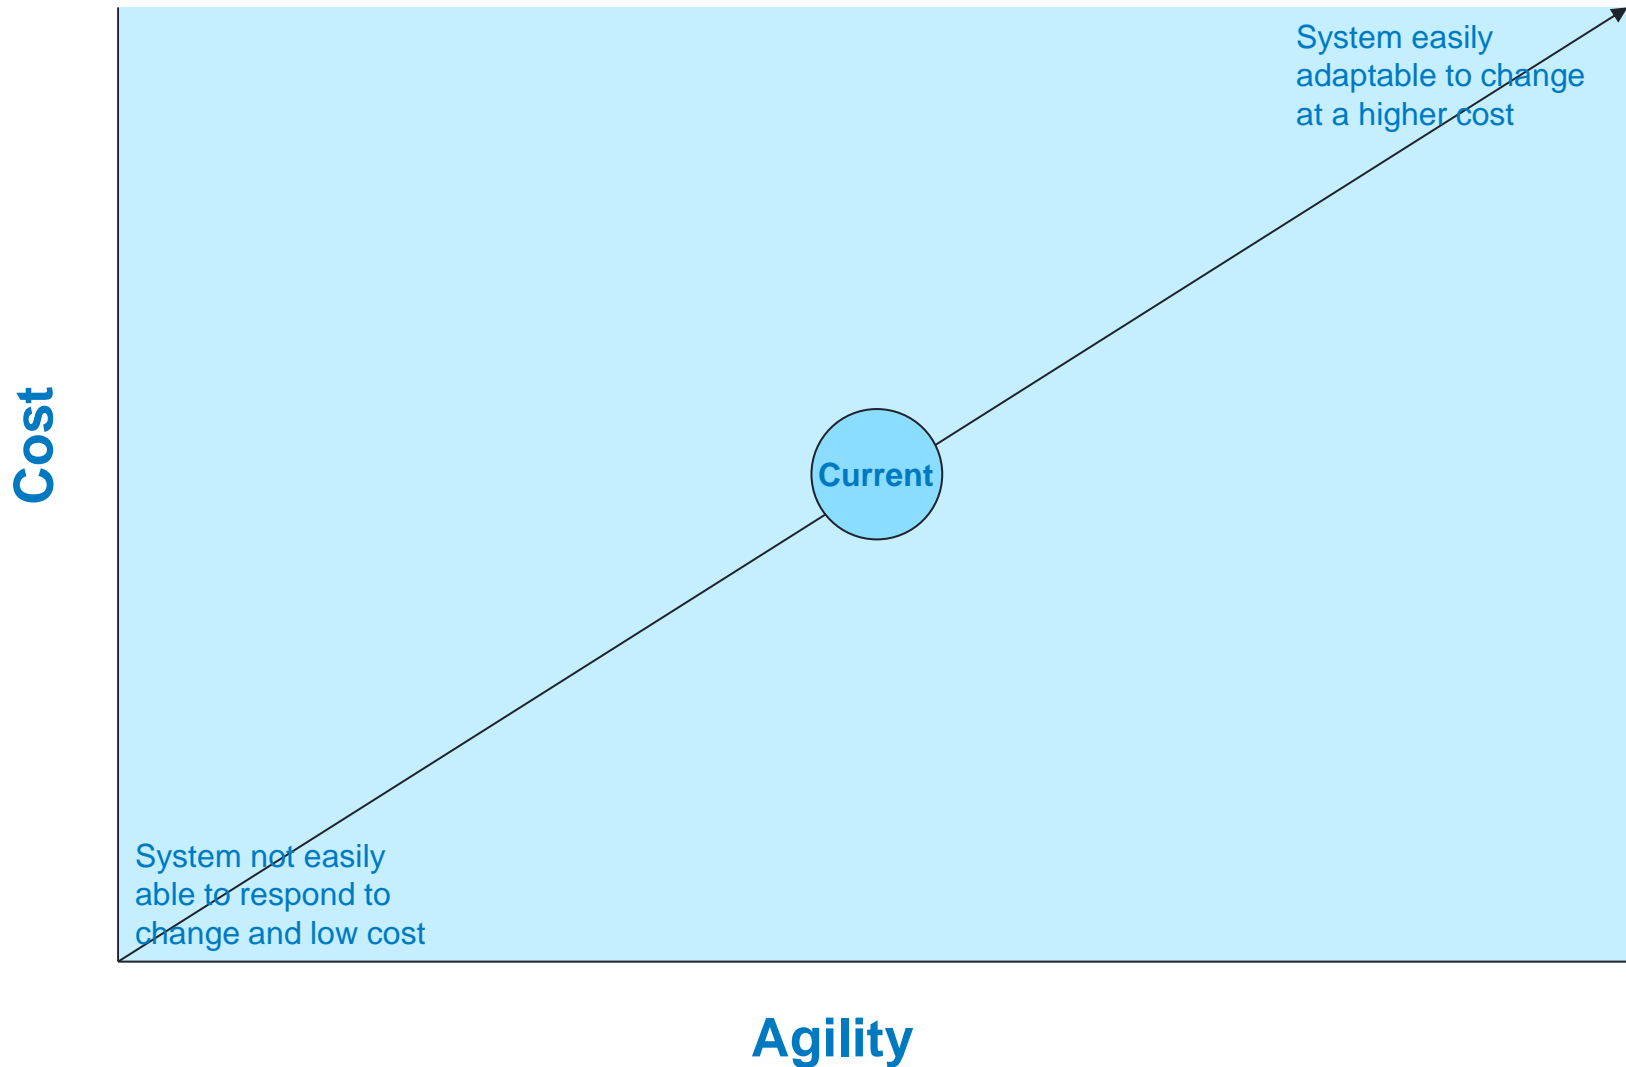 System easily
adaptable to change
at a higher cost
Cost
Current
System not easily
able to respond to
change and low cost
Agility